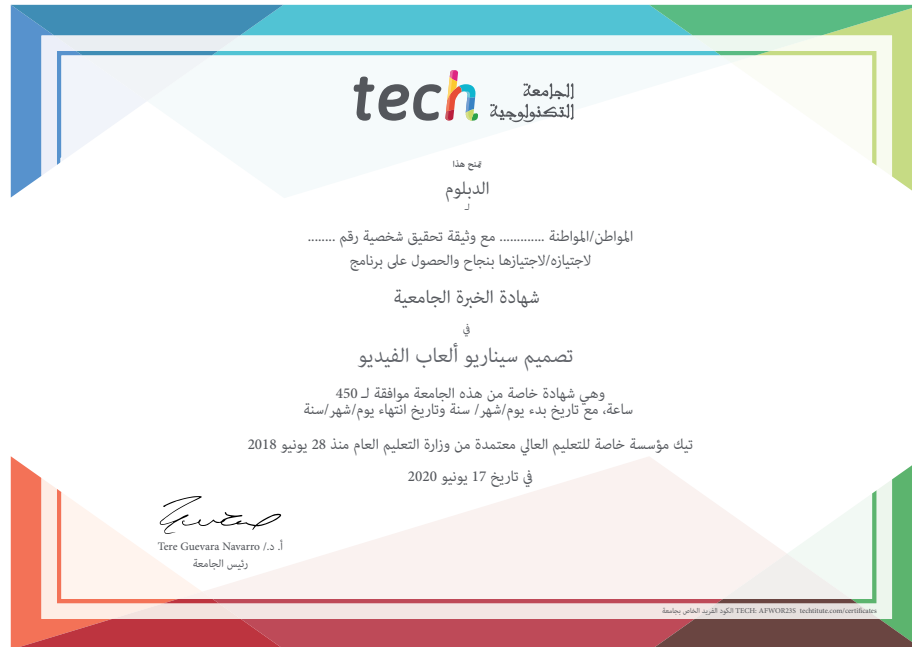 tech الجامعة
التكنولوجية
يمنح هذا
الدبلوم
لـ
المواطن/المواطنة ............. مع وثيقة تحقيق شخصية رقم ........
لاجتيازه/لاجتيازها بنجاح والحصول على برنامج
شهادة الخبرة الجامعية
في
تصميم سيناريو ألعاب الفيديو
وهي شهادة خاصة من هذه الجامعة موافقة لـ 450
ساعة، مع تاريخ بدء يوم/شهر/ سنة وتاريخ انتهاء يوم/شهر/سنة
تيك مؤسسة خاصة للتعليم العالي معتمدة من وزارة التعليم العام منذ 28 يونيو 2018
في تاريخ 17 يونيو 2020
أ. د./ Tere Guevara Navarro
رئيس الجامعة
الكود الفريد الخاص بجامعة TECH: AFWOR23S techtitute.com/certificates